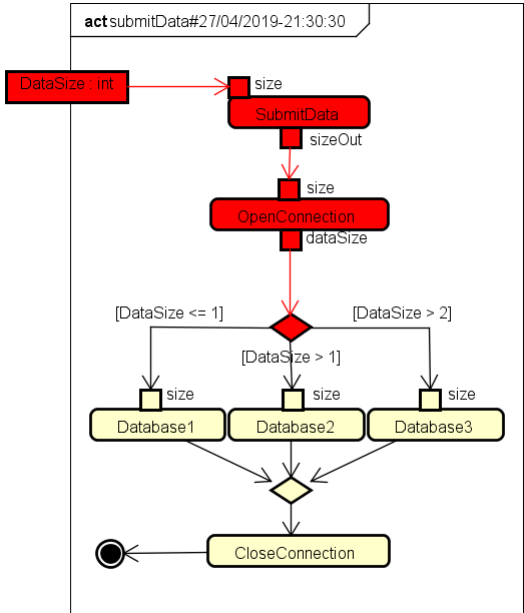 act submitData#27/04/2019-21:30:30
DataSize : int
size
SubmitData
sizeOut
size
OpenConnection
dataSize
[DataSize <= 1]
[DataSize > 2]
[DataSize > 1]
size
size
size
Database1
Database2
Database3
CloseConnection